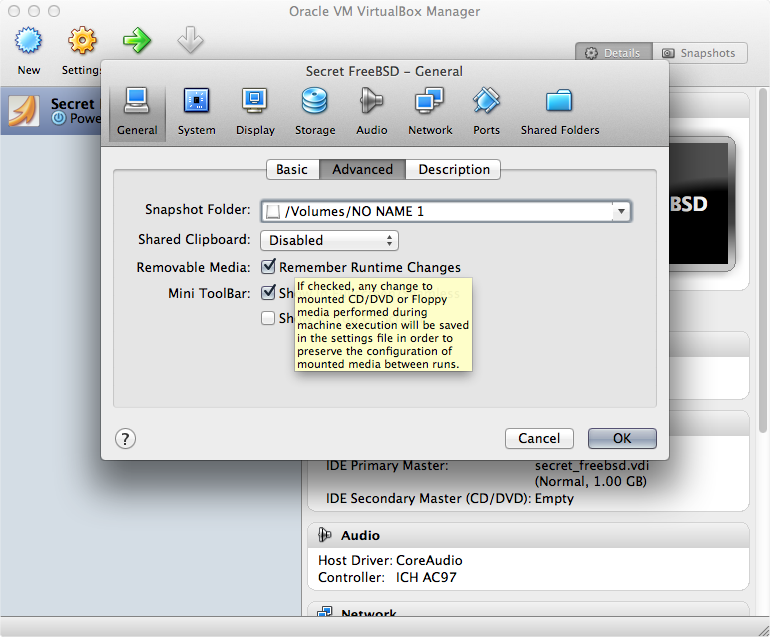 Oracle VM VirtualBox Manager
New
Settings
Details
Snapshots
Secret
Powe
BSD
Secret FreeBSD – General
General
System
Display
Storage
Audio
Network
Ports
Shared Folders
Basic
Advanced
Description
Snapshot Folder:
/Volumes/NO NAME 1
Shared Clipboard:
Disabled
Removable Media:
Remember Runtime Changes
Mini ToolBar:
Sh
Sh
If checked, any change to
mounted CD/DVD or Floppy
media performed during
machine execution will be saved
in the settings file in order to
preserve the configuration of
mounted media between runs.
?
Cancel
OK
IDE Primary Master:
secret_freebsd.vdi
(Normal, 1.00 GB)
IDE Secondary Master (CD/DVD): Empty
Audio
Host Driver: CoreAudio
Controller: ICH AC97
Network